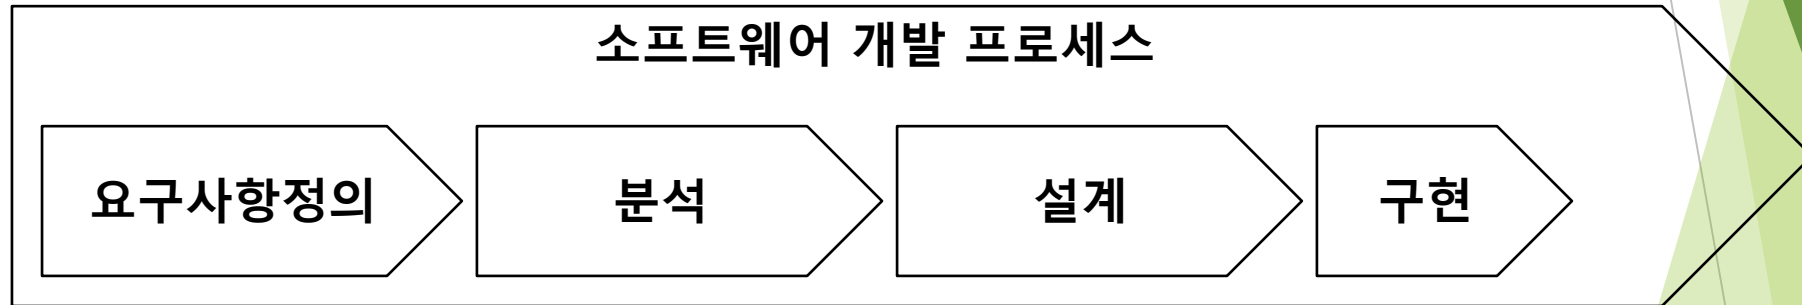 소프트웨어 개발 프로세스
요구사항정의
분석
설계
구현